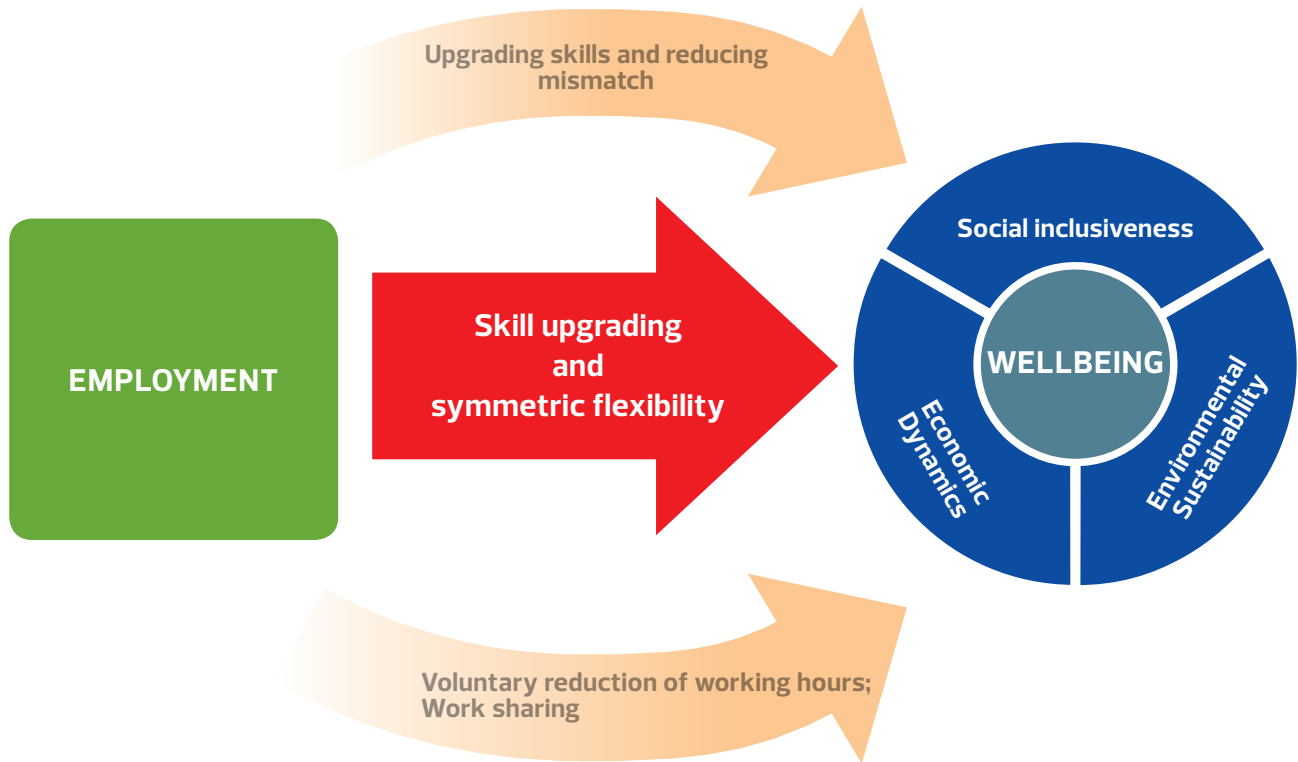 Upgrading skills and reducing
mismatch
EMPLOYMENT
Skill upgrading
and
symmetric flexibility
Social inclusiveness
WELLBEING
Economic
Dynamics
Environmental
Sustainability
Voluntary reduction of working hours;
Work sharing